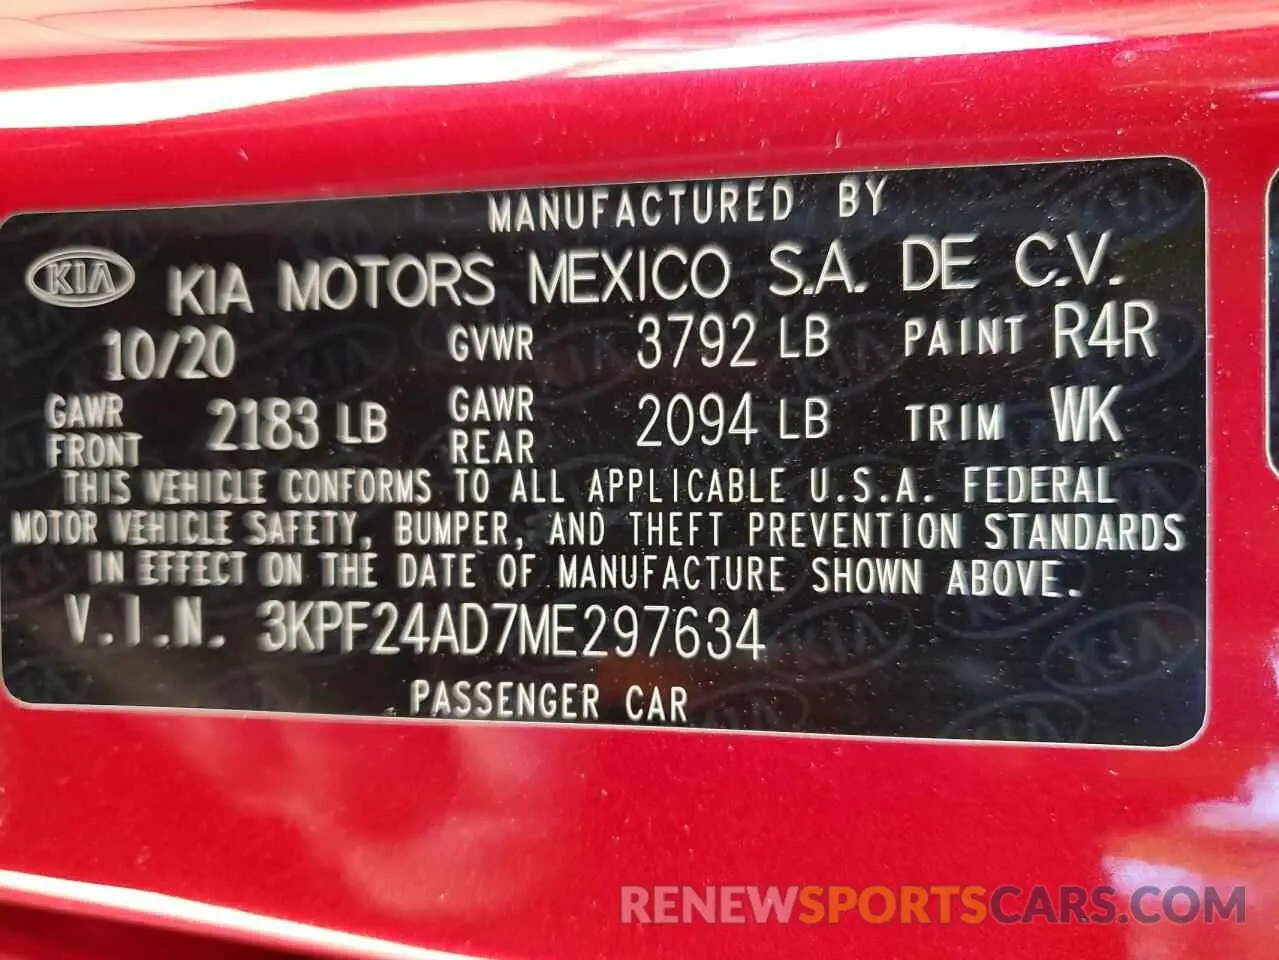 MANUFACTURED BY
KIA KIA MOTORS MEXICO S.A. DE C.V.
10/20 GVWR 3792 LB PAINT R4R
GAWR FRONT 2183 LB GAWR REAR 2094 LB TRIM WK
THIS VEHICLE CONFORMS TO ALL APPLICABLE U.S.A. FEDERAL
MOTOR VEHICLE SAFETY, BUMPER, AND THEFT PREVENTION STANDARDS
IN EFFECT ON THE DATE OF MANUFACTURE SHOWN ABOVE.
V.I.N. 3KPF24AD7ME297634
PASSENGER CAR
RENEWSPORTSCARS.COM